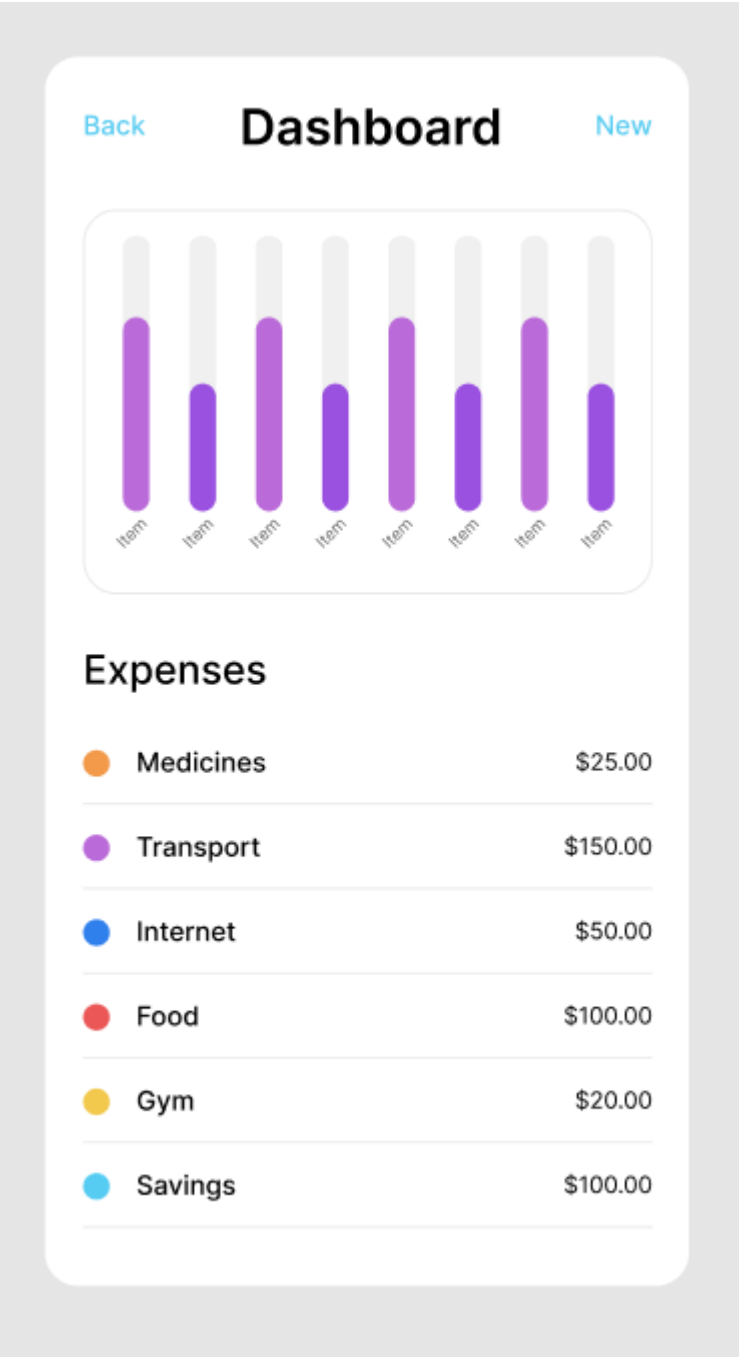 Back Dashboard New
Item Item Item Item Item Item Item Item
Expenses
Medicines $25.00
Transport $150.00
Internet $50.00
Food $100.00
Gym $20.00
Savings $100.00